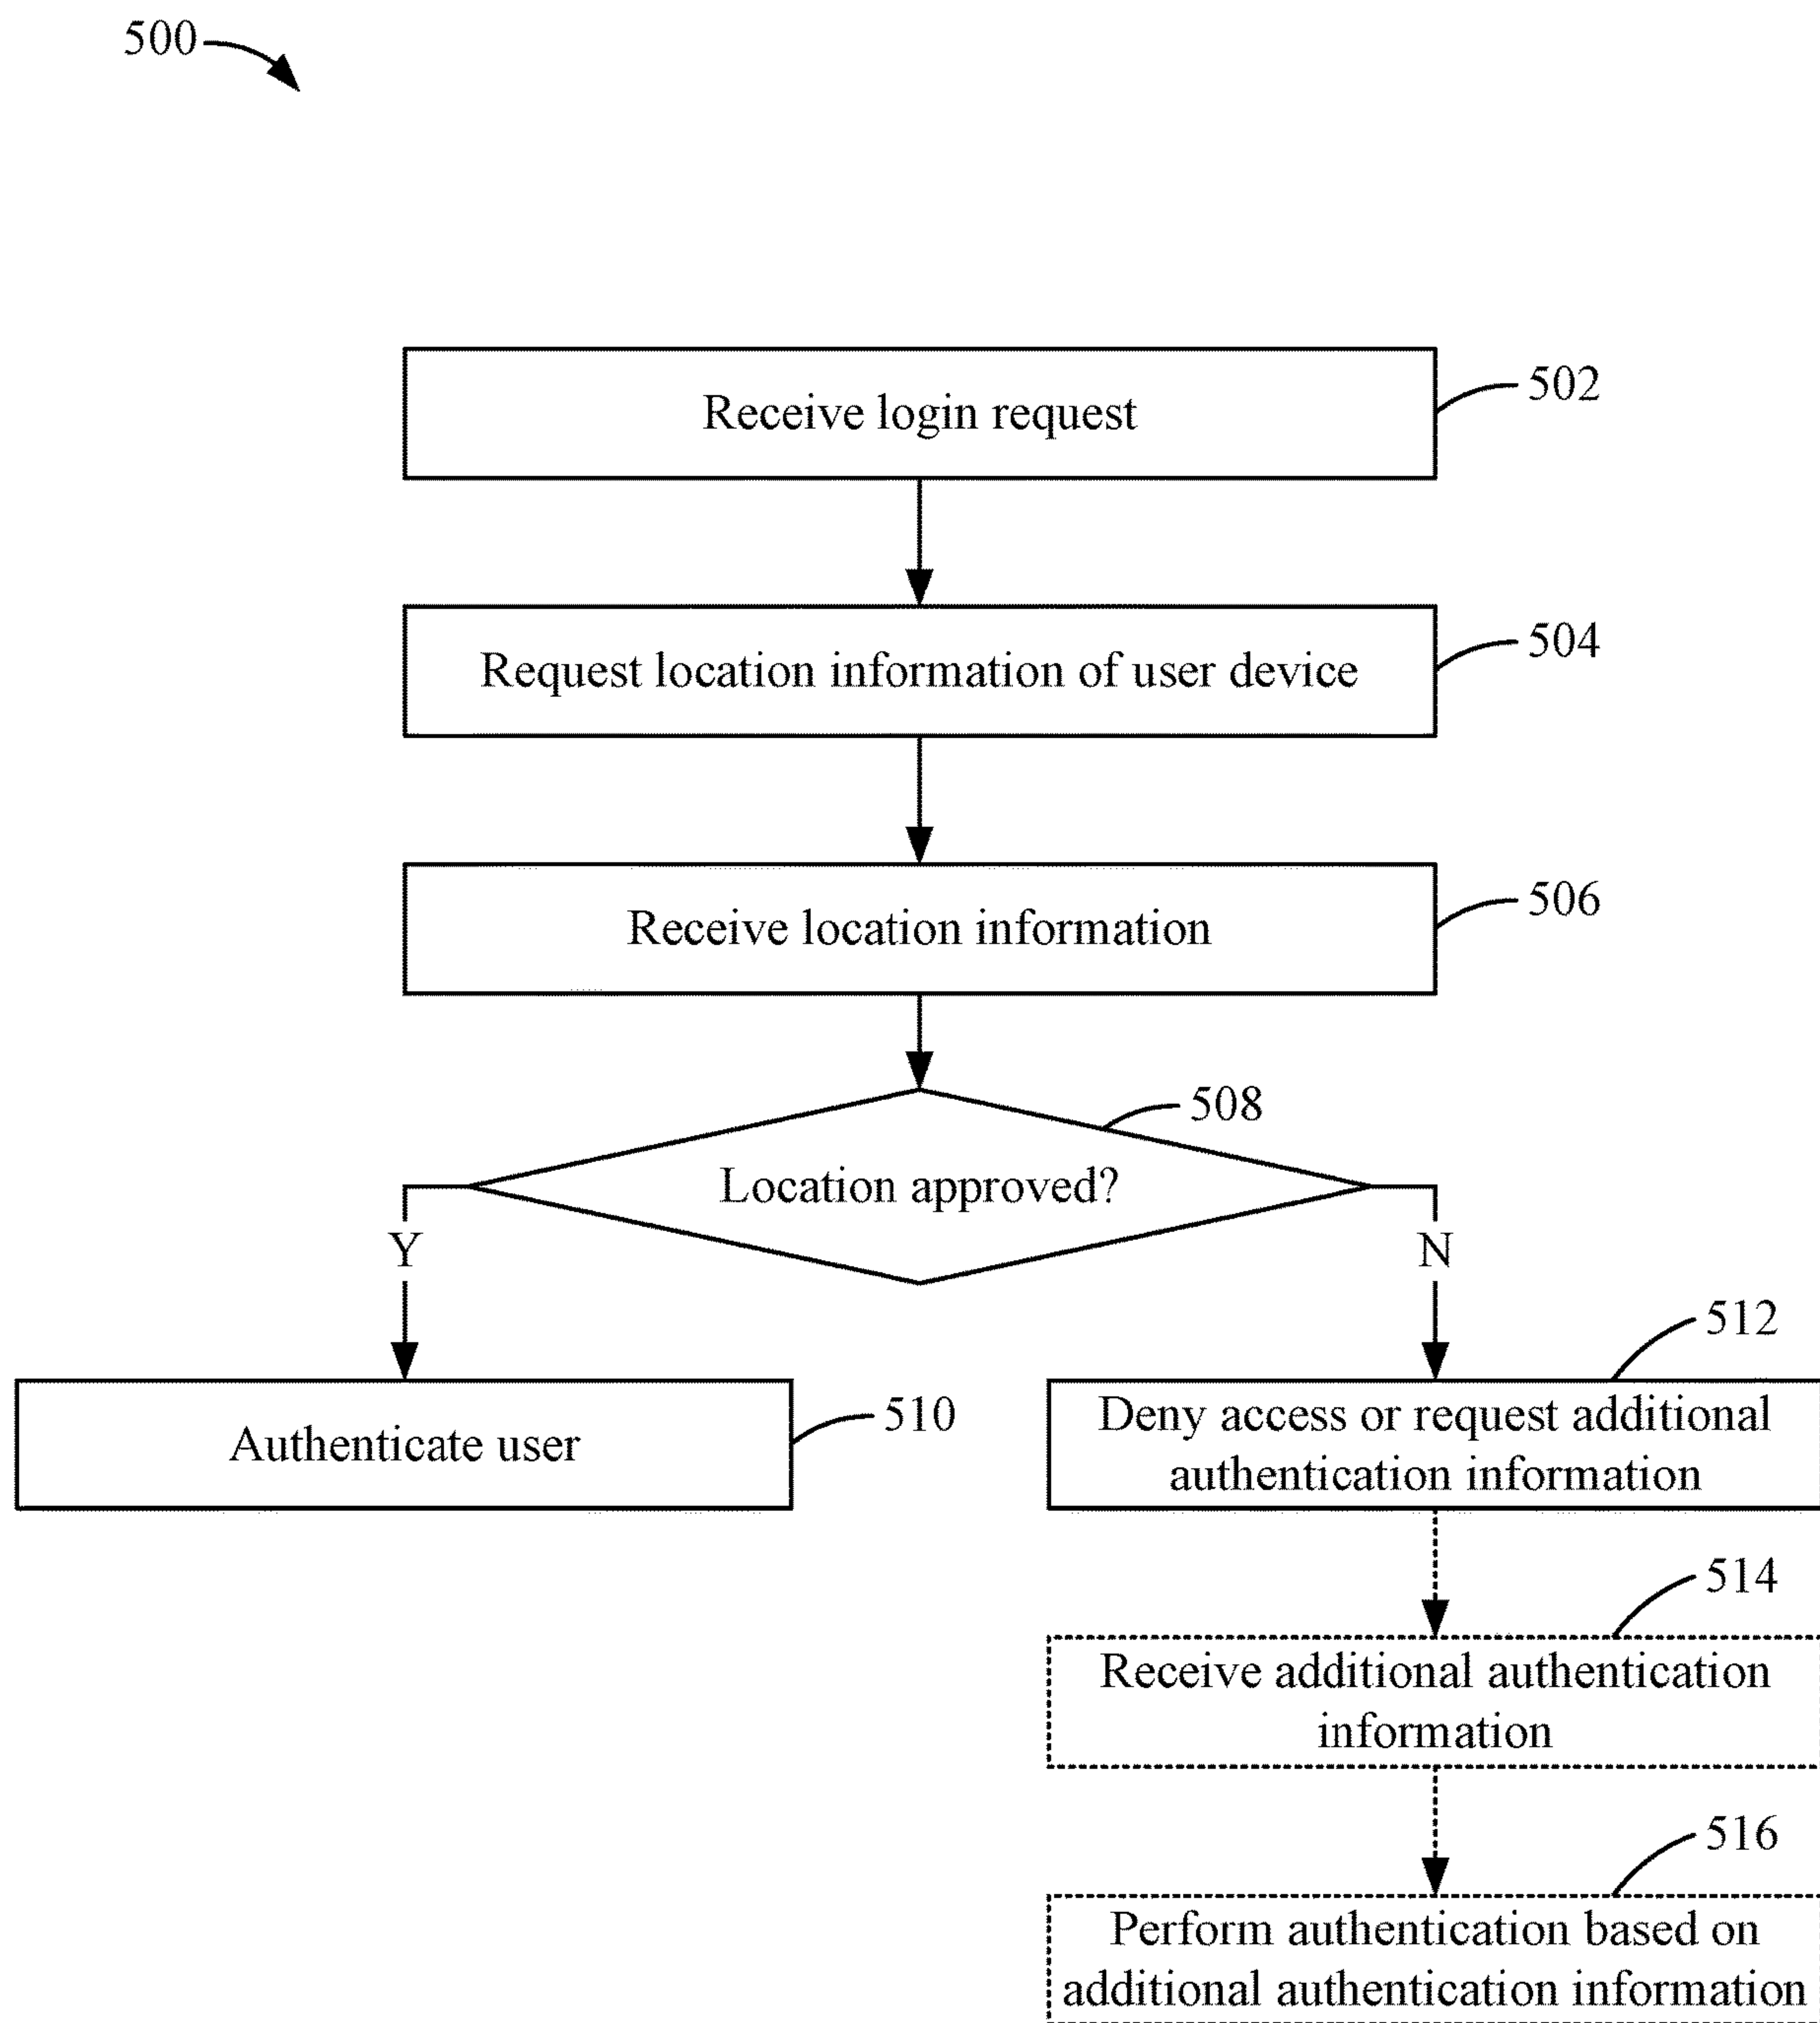 500
Receive login request
502
Request location information of user device
504
Receive location information
506
508
Location approved?
Y
N
512
Authenticate user
510
Deny access or request additional
authentication information
514
Receive additional authentication
information
516
Perform authentication based on
additional authentication information